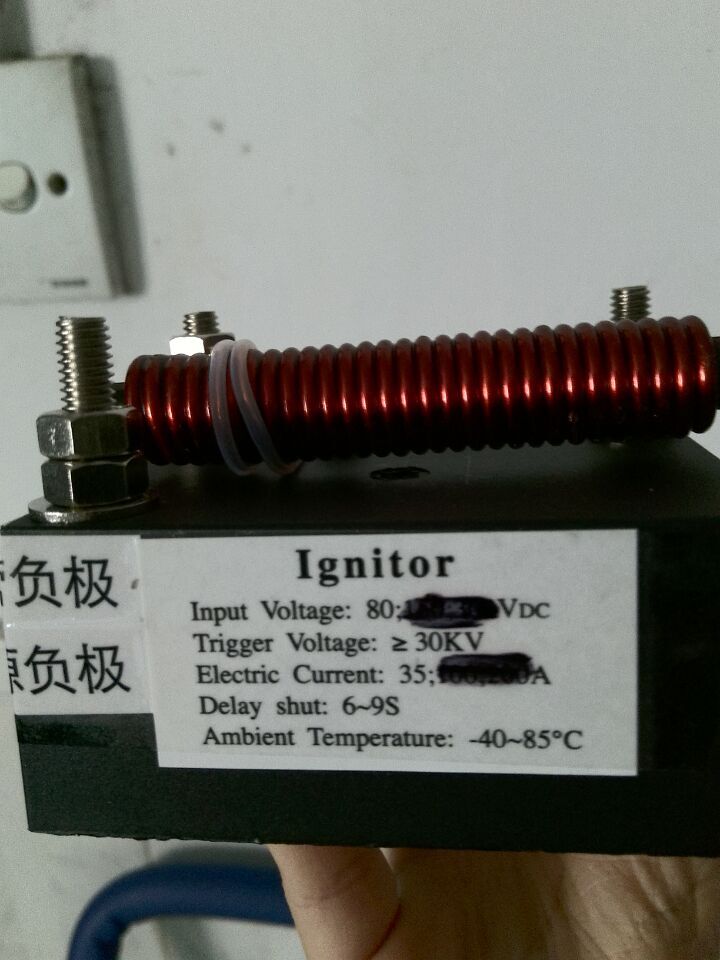 负极
负极
Ignitor
Input Voltage: 80; VDC
Trigger Voltage: ≥ 30KV
Electric Current: 35; A
Delay shut: 6~9S
Ambient Temperature: -40~85°C